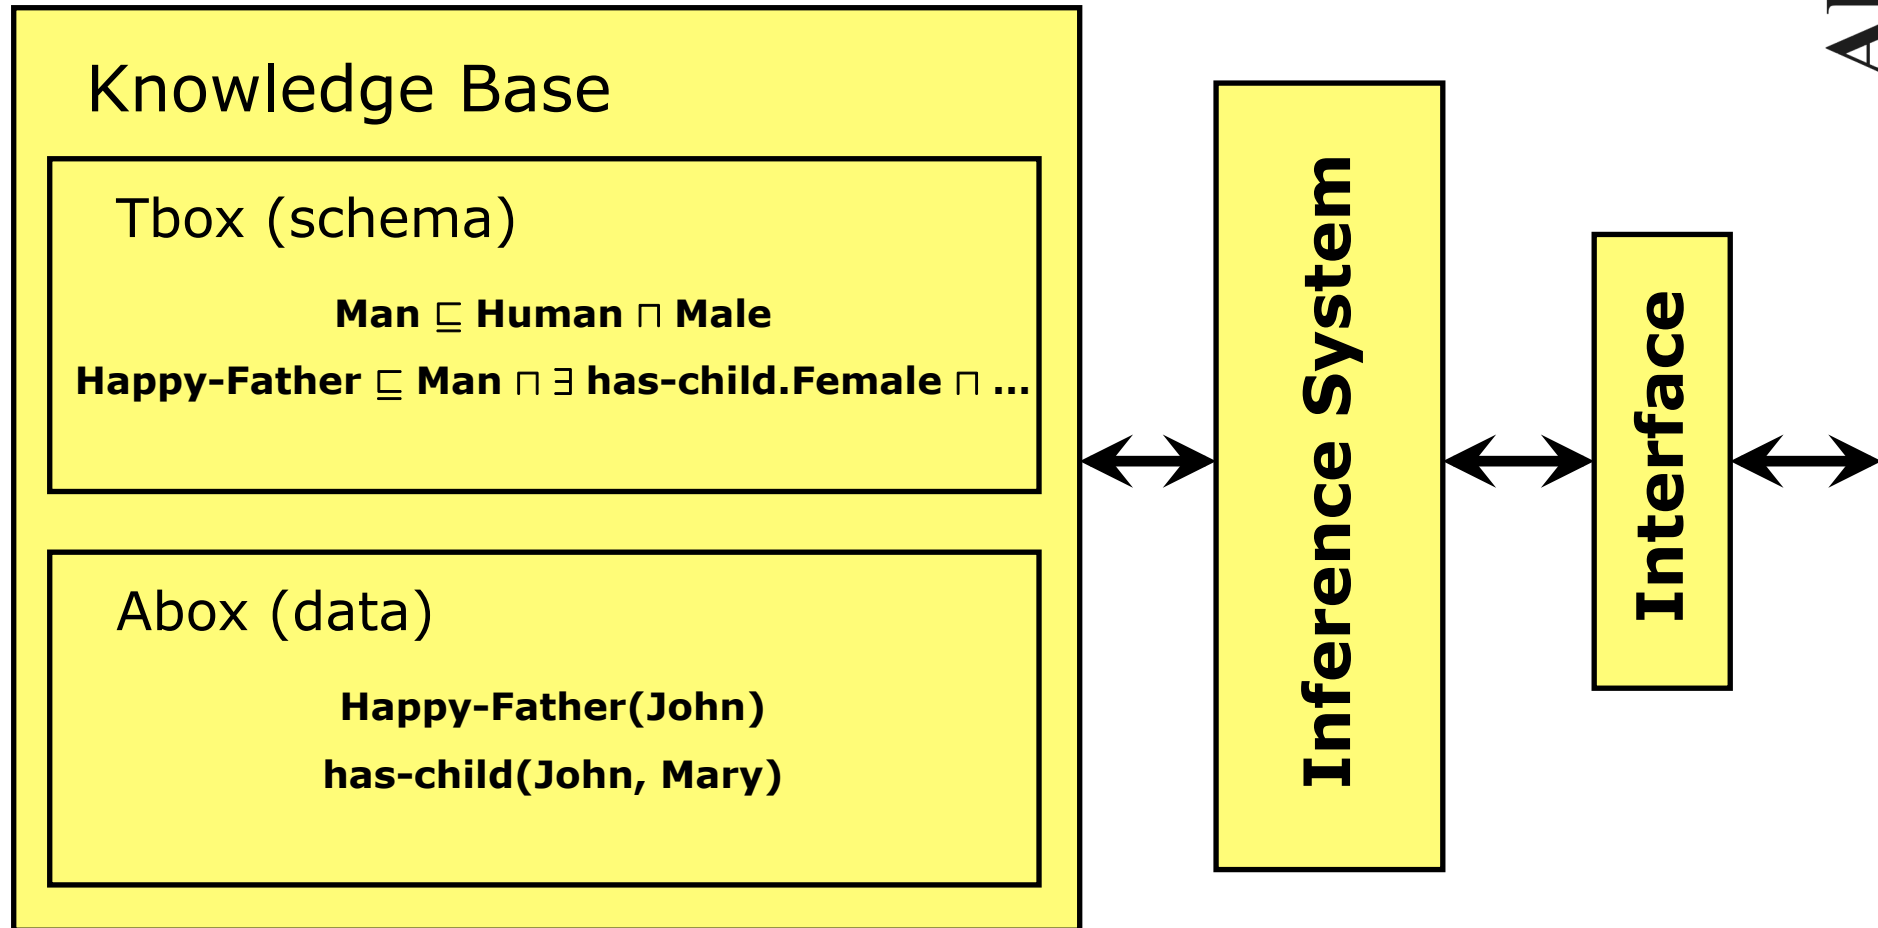 Knowledge Base
Tbox (schema)
Man ⊑ Human ⊓ Male
Happy-Father ⊑ Man ⊓ ∃ has-child.Female ⊓ ...
Abox (data)
Happy-Father(John)
has-child(John, Mary)
Inference System
Interface